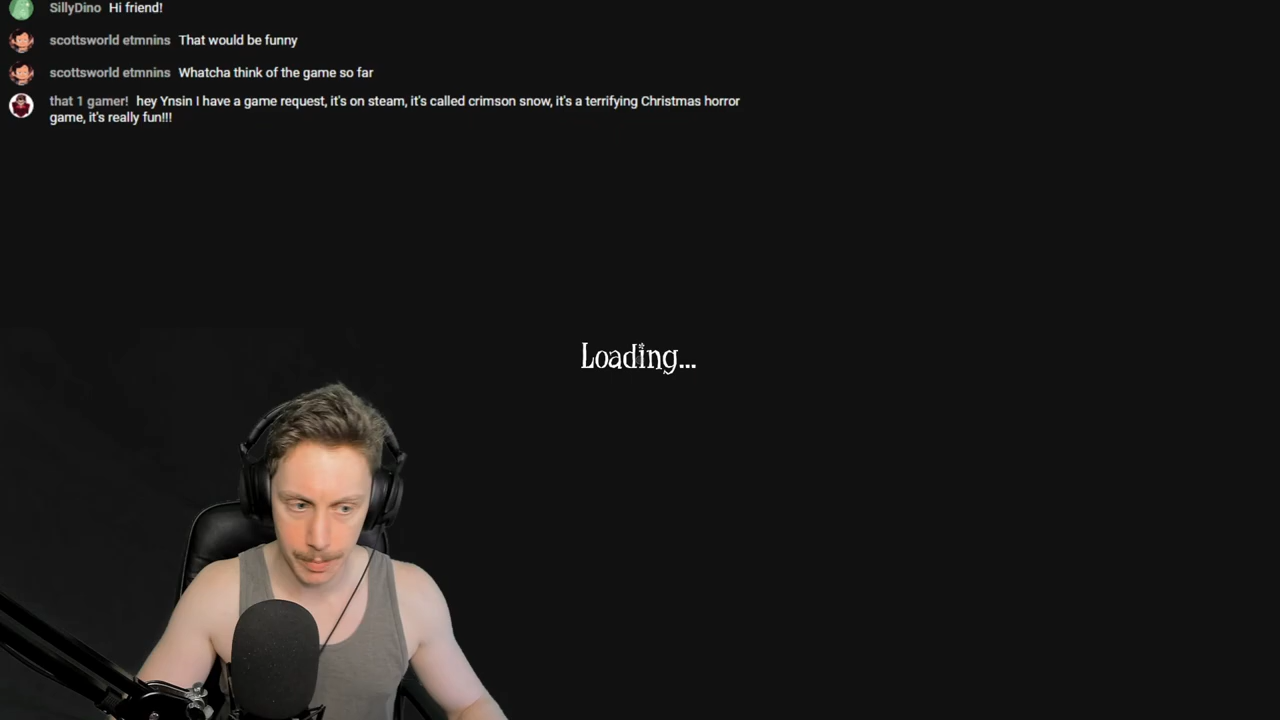 SillyDino Hi friend!
scottsworld etmnins That would be funny
scottsworld etmnins Whatcha think of the game so far
that 1 gamer! hey Ynsin I have a game request, it's on steam, it's called crimson snow, it's a terrifying Christmas horror
game, it's really fun!!!
Loading...